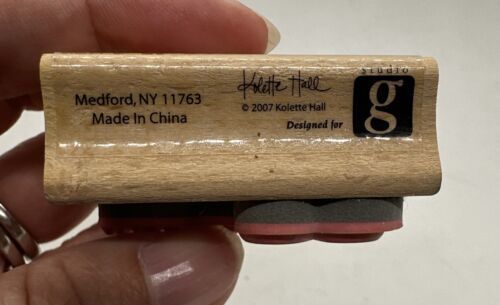 Medford, NY 11763
Made In China
Kolette Hall
© 2007 Kolette Hall
Designed for
studio
g